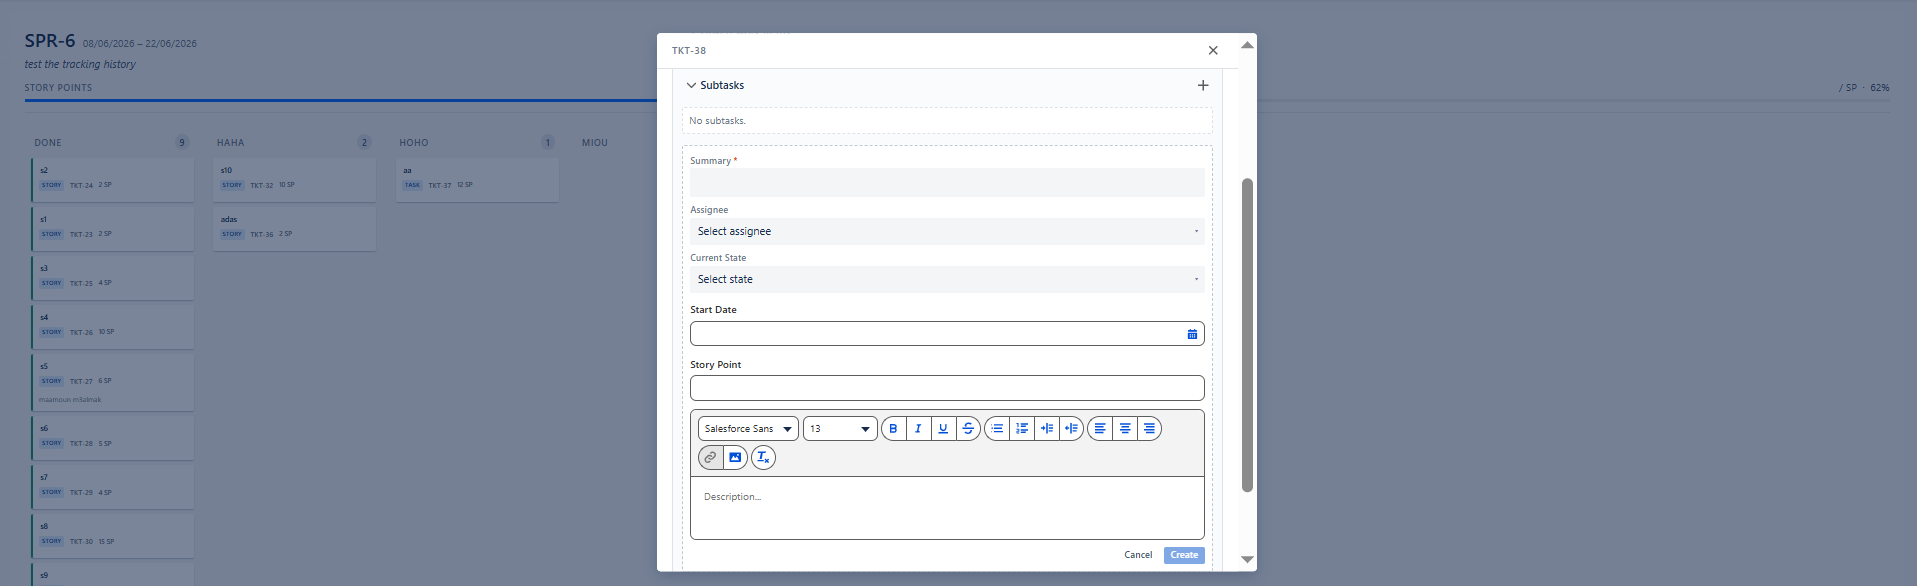 SPR-6 08/06/2026 – 22/06/2026
test the tracking history
STORY POINTS
/ SP · 62%
DONE 9
s2
STORY TKT-24 2 SP
s1
STORY TKT-23 2 SP
s3
STORY TKT-25 4 SP
s4
STORY TKT-26 10 SP
s5
STORY TKT-27 6 SP
maamoun mšalmak
s6
STORY TKT-28 5 SP
s7
STORY TKT-29 4 SP
s8
STORY TKT-30 15 SP
s9
HAHA 2
s10
STORY TKT-32 10 SP
adas
STORY TKT-36 2 SP
HOHO 1
aa
TASK TKT-37 12 SP
MIOU
TKT-38
Subtasks
No subtasks.
Summary *
Assignee
Select assignee
Current State
Select state
Start Date
Story Point
Salesforce Sans 13
Description...
Cancel Create